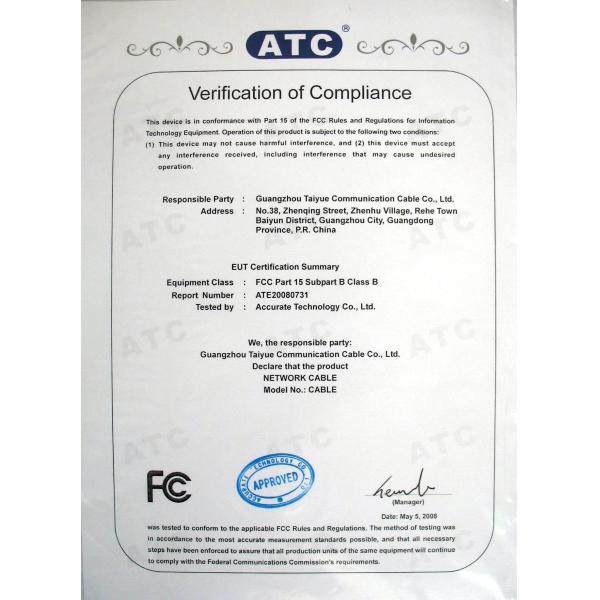 ATC®
Verification of Compliance
This device is in conformance with Part 15 of the FCC Rules and Regulations for Information
Technology Equipment. Operation of this product is subject to the following two conditions:
(1) This device may not cause harmful interference, and (2) this device must accept
any interference received, including interference that may cause undesired
operation.
Responsible Party : Guangzhou Taiyue Communication Cable Co., Ltd.
Address : No.38, Zhenqing Street, Zhenhu Village, Rehe Town
Baiyun District, Guangzhou City, Guangdong
Province, P.R. China
EUT Certification Summary
Equipment Class : FCC Part 15 Subpart B Class B
Report Number : ATE20080731
Tested by : Accurate Technology Co., Ltd.
We, the responsible party:
Guangzhou Taiyue Communication Cable Co., Ltd.
Declare that the product
NETWORK CABLE
Model No.: CABLE
FCC
ACCURATE TECHNOLOGY CO., LTD.
APPROVED
(Manager)
Date: May 5, 2008
was tested to conform to the applicable FCC Rules and Regulations. The method of testing was
in accordance to the most accurate measurement standards possible, and that all necessary
steps have been enforced to assure that all production units of the same equipment will continue
to comply with the Federal Communications Commission's requirements.